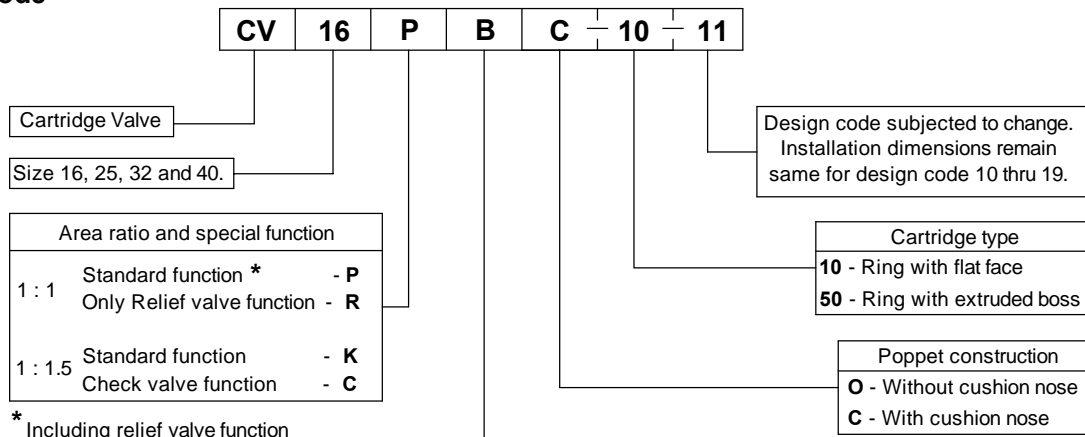 CV 16 P B C – 10 – 11
Cartridge Valve
Size 16, 25, 32 and 40.
Area ratio and special function
1 : 1
Standard function * - P
Only Relief valve function - R
1 : 1.5
Standard function - K
Check valve function - C
* Including relief valve function
Design code subjected to change.
Installation dimensions remain
same for design code 10 thru 19.
Cartridge type
10 - Ring with flat face
50 - Ring with extruded boss
Poppet construction
O - Without cushion nose
C - With cushion nose